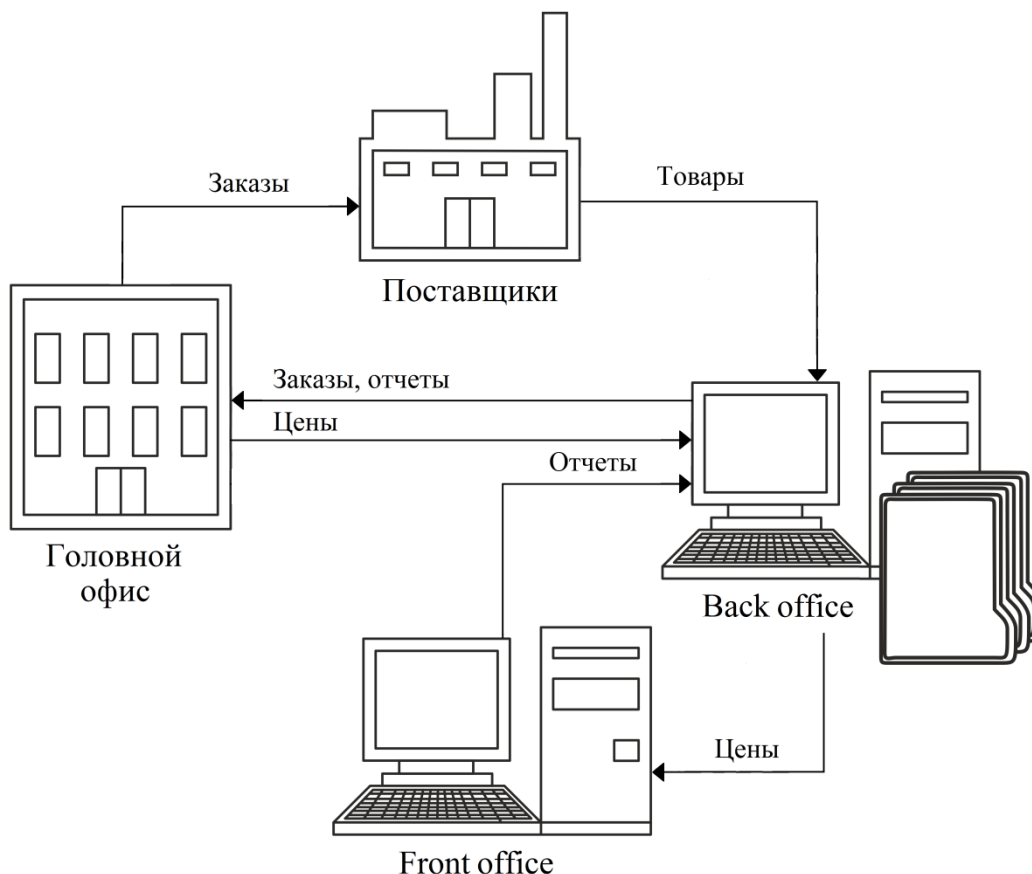 Заказы
Товары
Поставщики
Заказы, отчеты
Цены
Отчеты
Головной
офис
Back office
Цены
Front office